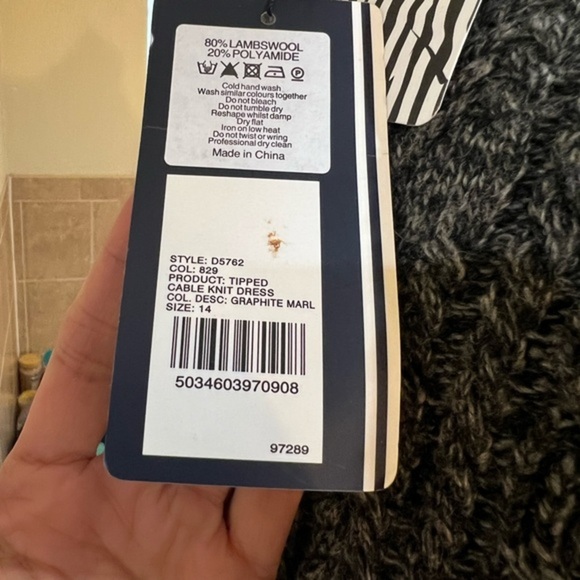 80% LAMBSWOOL
20% POLYAMIDE
Cold hand wash
Wash similar colours together
Do not bleach
Do not tumble dry
Reshape whilst damp
Dry flat
Iron on low heat
Do not twist or wring
Professional dry clean
Made in China
STYLE: D5762
COL: 829
PRODUCT: TIPPED
CABLE KNIT DRESS
COL. DESC: GRAPHITE MARL
SIZE: 14
5034603970908
97289